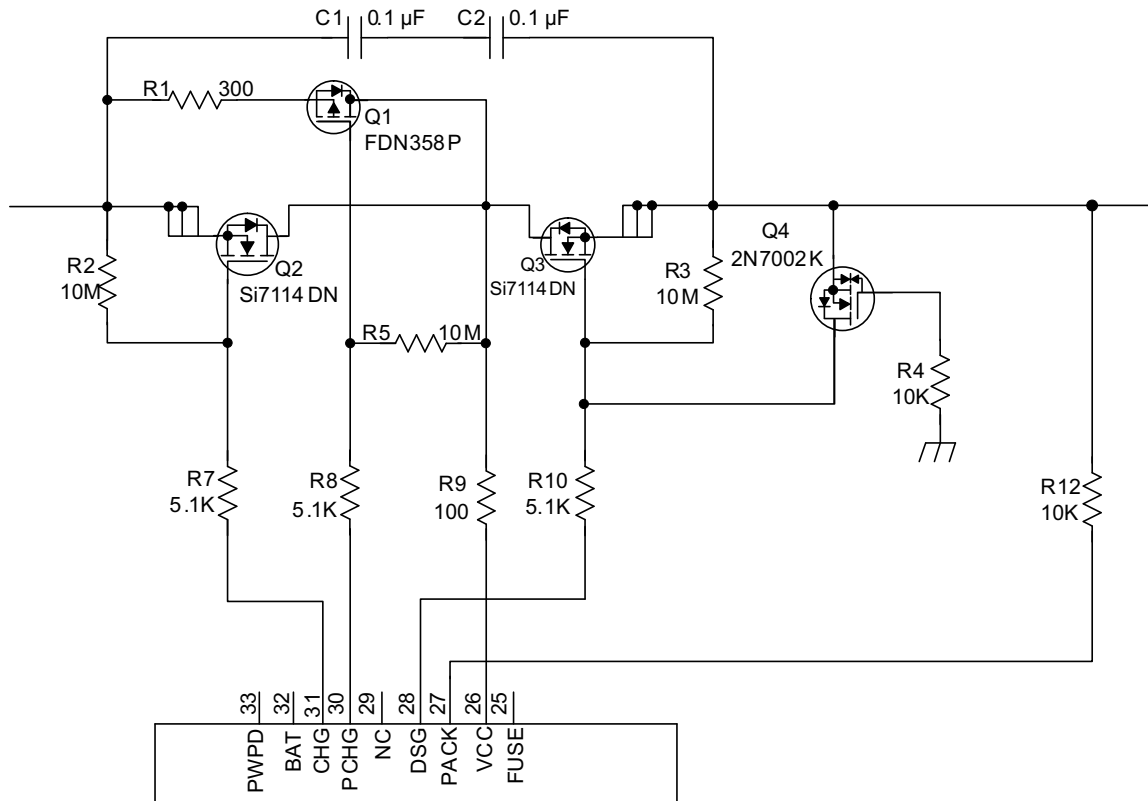 C1 0.1 µF C2 0.1 µF
R1 300
Q1
FDN358P
Q2
Si7114DN
R2
10M
Q3
Si7114DN
R3
10M
Q4
2N7002K
R5 10M
R4
10K
R7
5.1K
R8
5.1K
R9
100
R10
5.1K
R12
10K
33 32 31 30 29 28 27 26 25
PWPD BAT CHG PCHG NC DSG PACK VCC FUSE